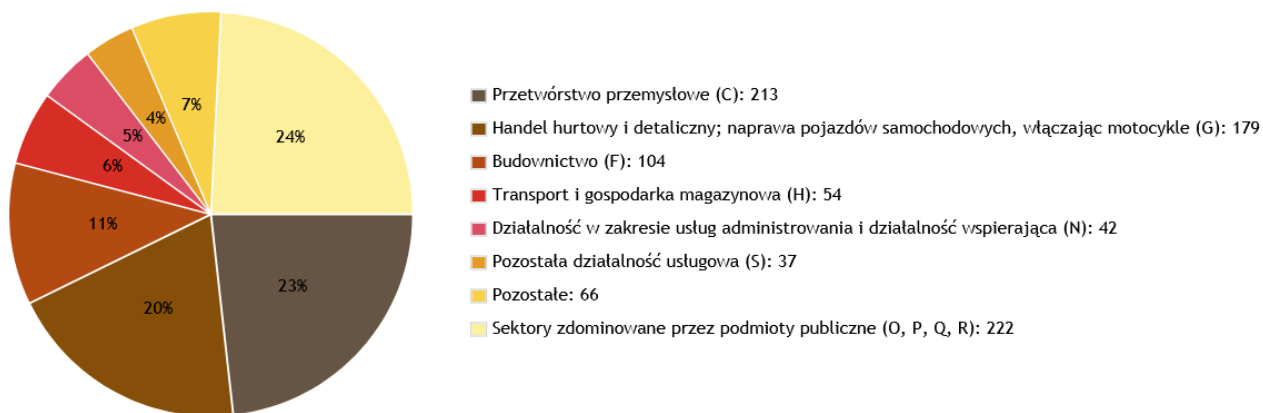 7%
4%
24%
5%
6%
11%
23%
20%
Przetwórstwo przemysłowe (C): 213
Handel hurtowy i detaliczny; naprawa pojazdów samochodowych, włączając motocykle (G): 179
Budownictwo (F): 104
Transport i gospodarka magazynowa (H): 54
Działalność w zakresie usług administrowania i działalność wspierająca (N): 42
Pozostała działalność usługowa (S): 37
Pozostałe: 66
Sektory zdominowane przez podmioty publiczne (O, P, Q, R): 222